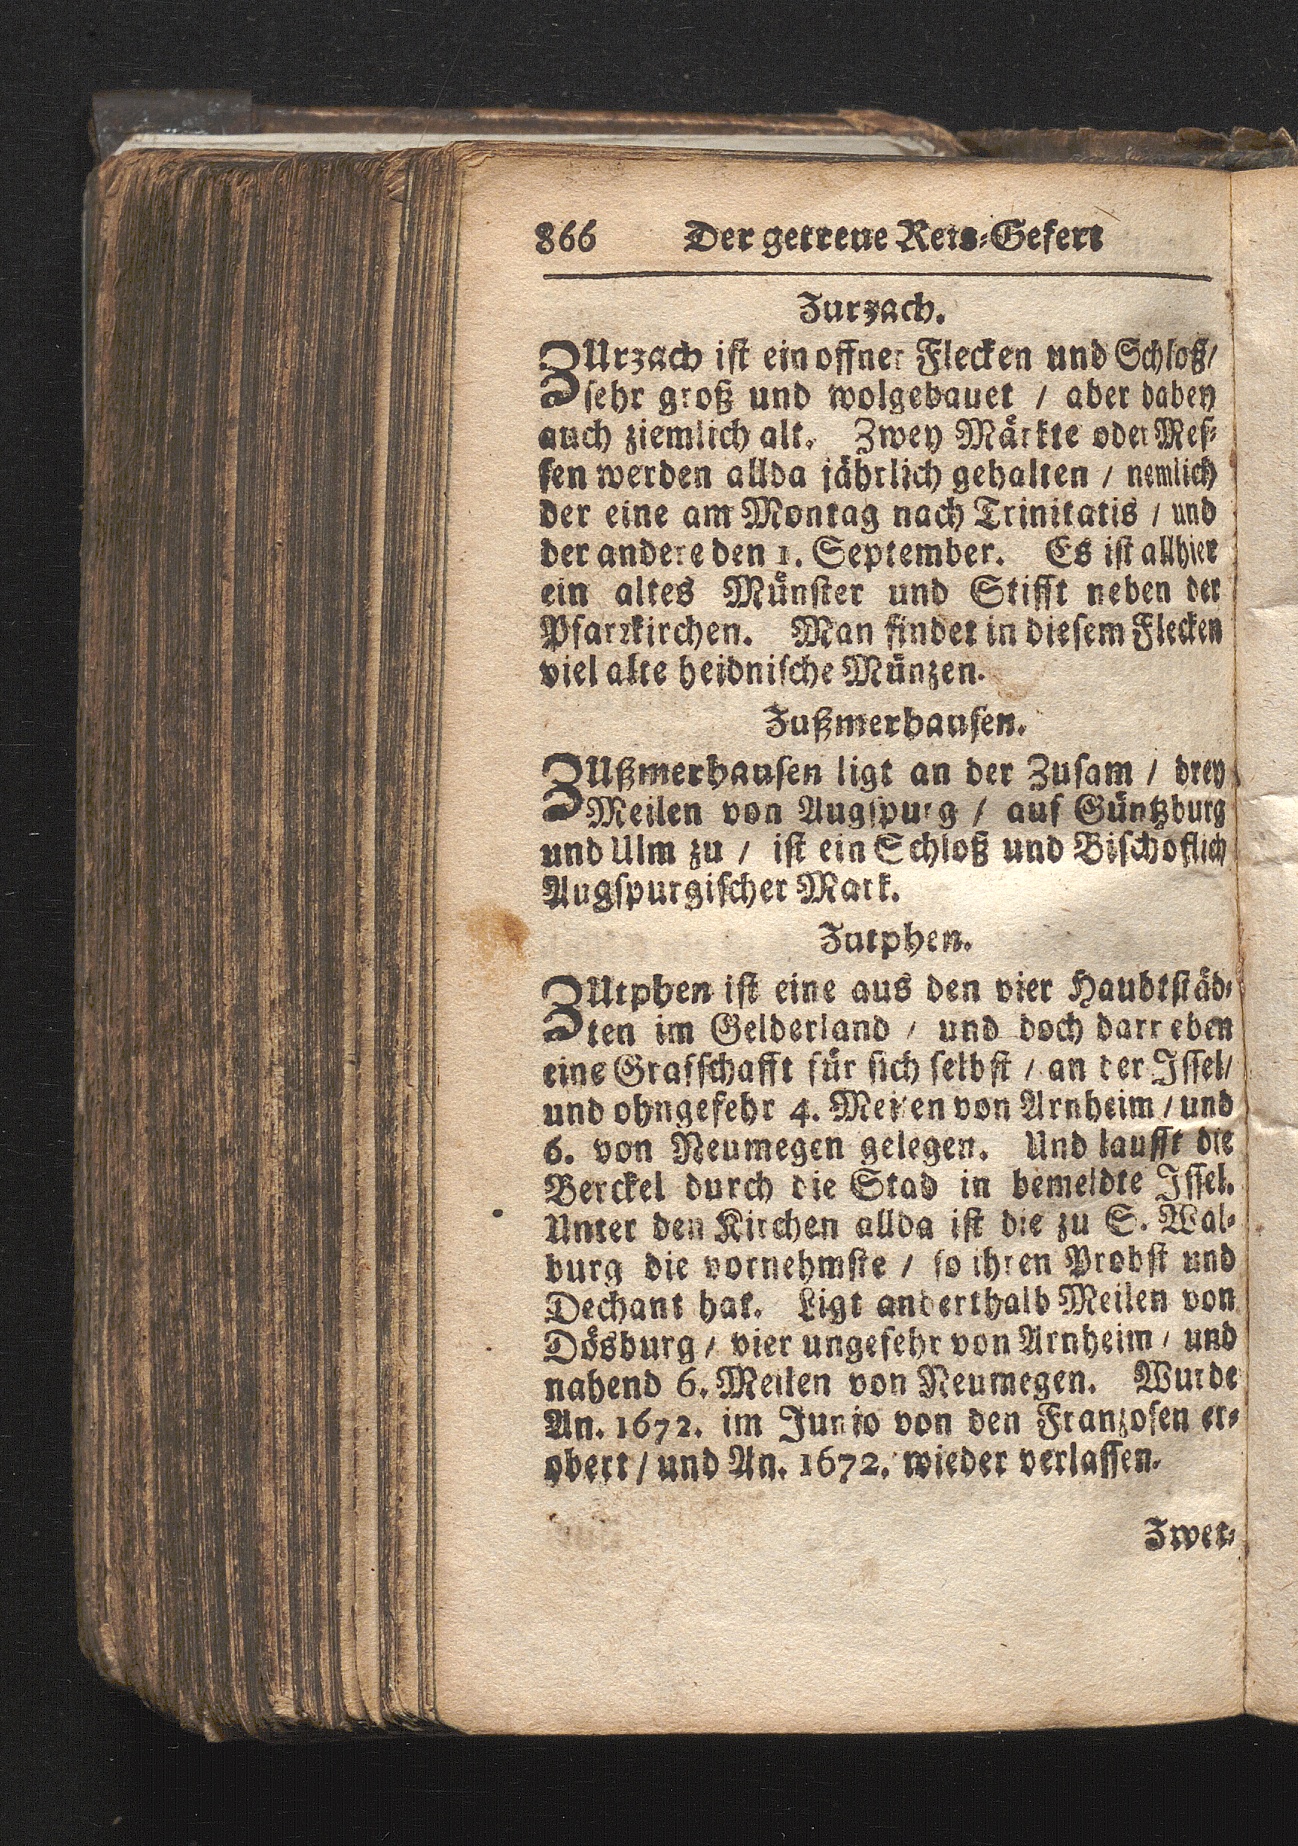 866 Der getreue Reis-Gefert
Zurzach.
ZUrzach ist ein offner Flecken und Schloß/
sehr groß und wolgebauet / aber dabey
auch ziemlich alt. Zwey Märkte oder Mes-
sen werden allda jährlich gehalten / nemlich
der eine am Montag nach Trinitatis / und
der andere den 1. September. Es ist allhier
ein altes Münster und Stifft neben der
Pfarrkirchen. Man findet in diesem Flecken
viel alte heidnische Münzen.
Zußmerhausen.
ZUßmerhausen ligt an der Zusam / drey
Meilen von Augspurg / auf Güntzburg
und Ulm zu / ist ein Schloß und Bischoflich
Augspurgischer Mark.
Zutphen.
ZUtphen ist eine aus den vier Haubtstäd-
ten im Gelderland / und doch darr eben
eine Grafschafft für sich selbst / an der Issel/
und ohngefehr 4. Meilen von Arnheim / und
6. von Neumegen gelegen. Und laufft die
Berckel durch die Stad in bemeldte Issel.
Unter den Kirchen allda ist die zu S. Wal-
burg die vornehmste / so ihren Probst und
Dechant hat. Ligt anderthalb Meilen von
Dösburg / vier ungefehr von Arnheim / und
nahend 6. Meilen von Neumegen. Wurde
An. 1672. im Junio von den Franzosen er-
obert / und An. 1672. wieder verlassen.
Zwet-